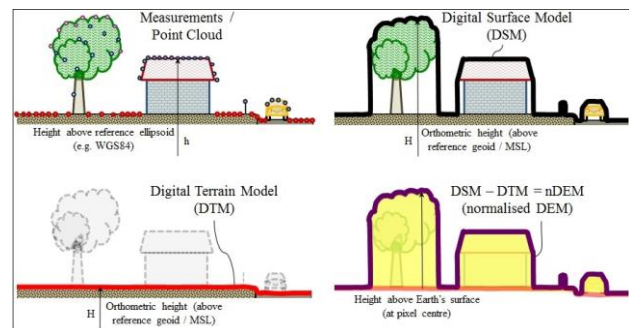 Measurements /
Point Cloud
Height above reference ellipsoid
(e.g. WGS84)
h
Digital Surface Model
(DSM)
H
Orthometric height (above
reference geoid / MSL)
Digital Terrain Model
(DTM)
H
Orthometric height (above
reference geoid / MSL)
DSM – DTM = nDEM
(normalised DEM)
Height above Earth's surface
(at pixel centre)